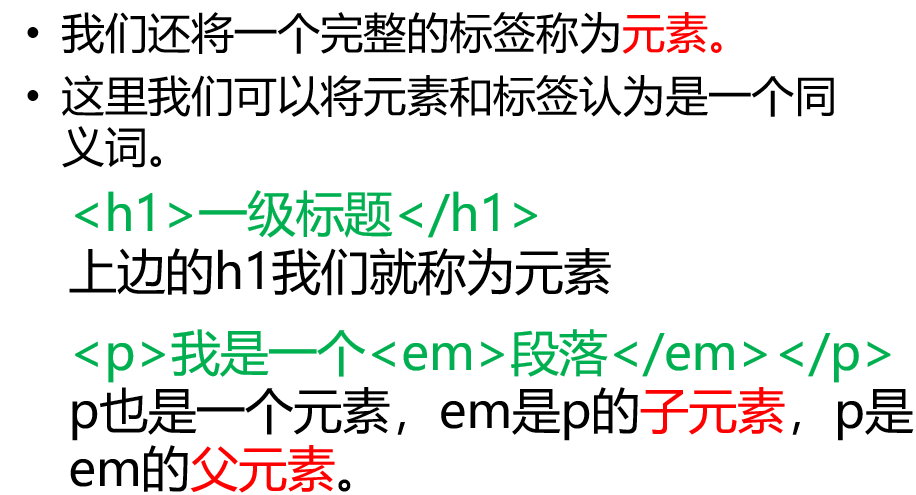 • 我们还将一个完整的标签称为元素。
• 这里我们可以将元素和标签认为是一个同
义词。
<h1>一级标题</h1>
上边的h1我们就称为元素
<p>我是一个<em>段落</em></p>
p也是一个元素，em是p的子元素，p是
em的父元素。